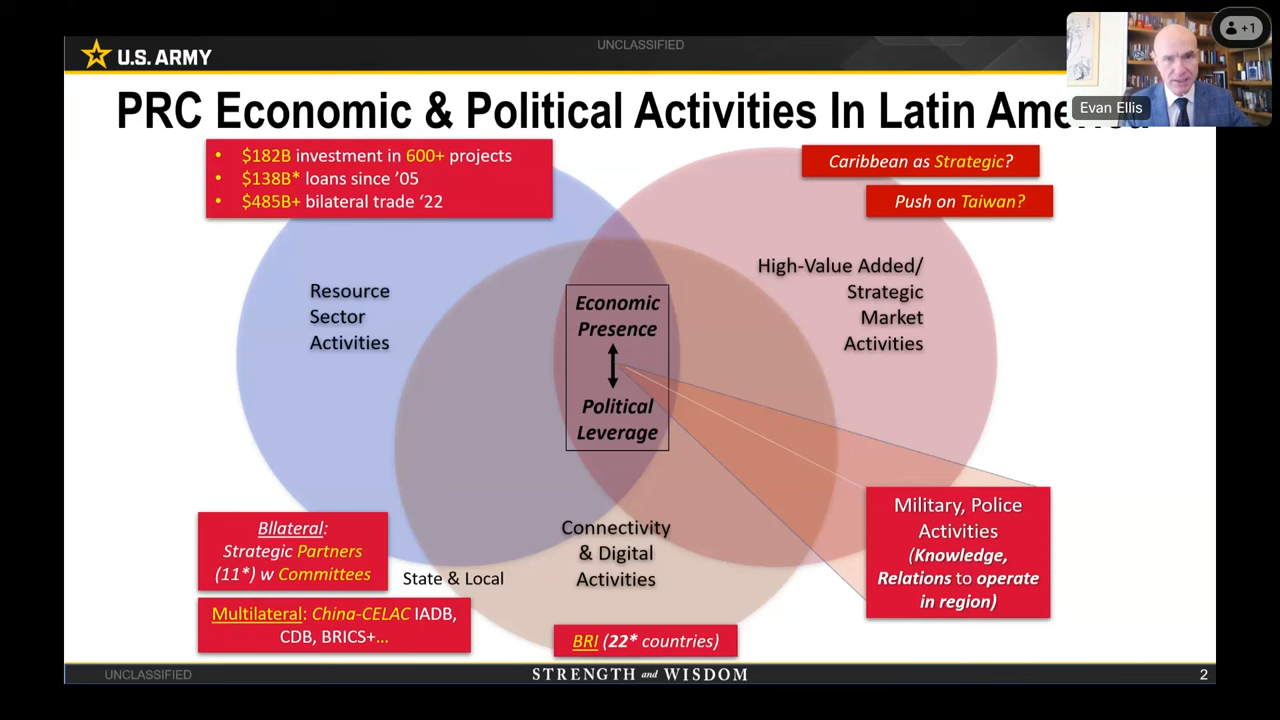 UNCLASSIFIED
U.S. ARMY
+1
Evan Ellis
PRC Economic & Political Activities In Latin America
• $182B investment in 600+ projects
• $138B* loans since ’05
• $485B+ bilateral trade ‘22
Caribbean as Strategic?
Push on Taiwan?
Resource
Sector
Activities
High-Value Added/
Strategic
Market
Activities
Economic
Presence
Political
Leverage
Military, Police
Activities
(Knowledge,
Relations to operate
in region)
Connectivity
& Digital
Activities
BIlateral:
Strategic Partners
(11*) w Committees
State & Local
Multilateral: China-CELAC IADB,
CDB, BRICS+…
BRI (22* countries)
UNCLASSIFIED
STRENGTH and WISDOM
2